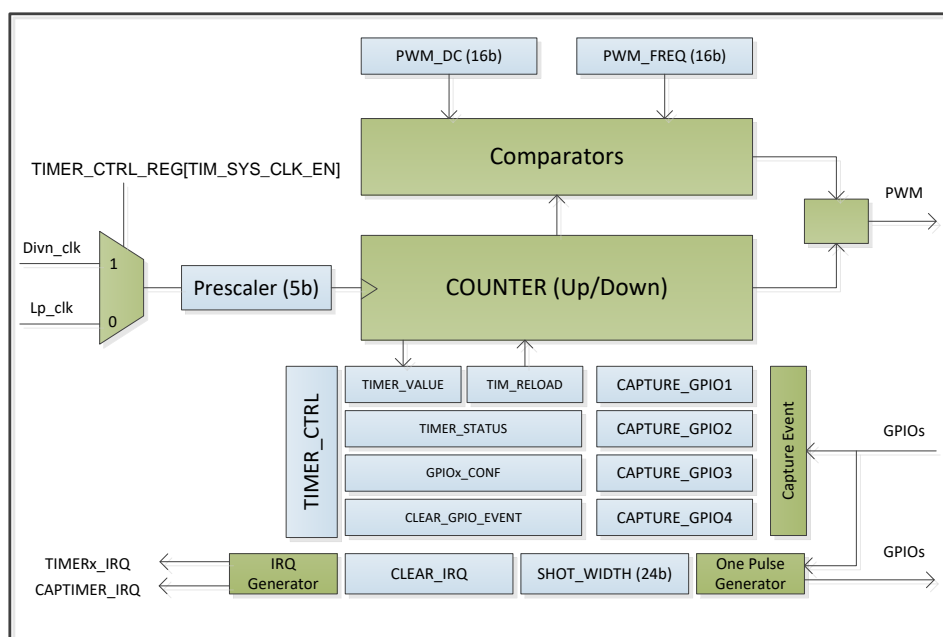 PWM_DC (16b)
PWM_FREQ (16b)
Comparators
TIMER_CTRL_REG[TIM_SYS_CLK_EN]
PWM
Divn_clk
1
Prescaler (5b)
COUNTER (Up/Down)
Lp_clk
0
TIMER_CTRL
TIMER_VALUE
TIM_RELOAD
CAPTURE_GPIO1
TIMER_STATUS
CAPTURE_GPIO2
GPIOx_CONF
CAPTURE_GPIO3
CLEAR_GPIO_EVENT
CAPTURE_GPIO4
Capture Event
GPIOs
TIMERx_IRQ
CAPTIMER_IRQ
IRQ
Generator
CLEAR_IRQ
SHOT_WIDTH (24b)
One Pulse
Generator
GPIOs